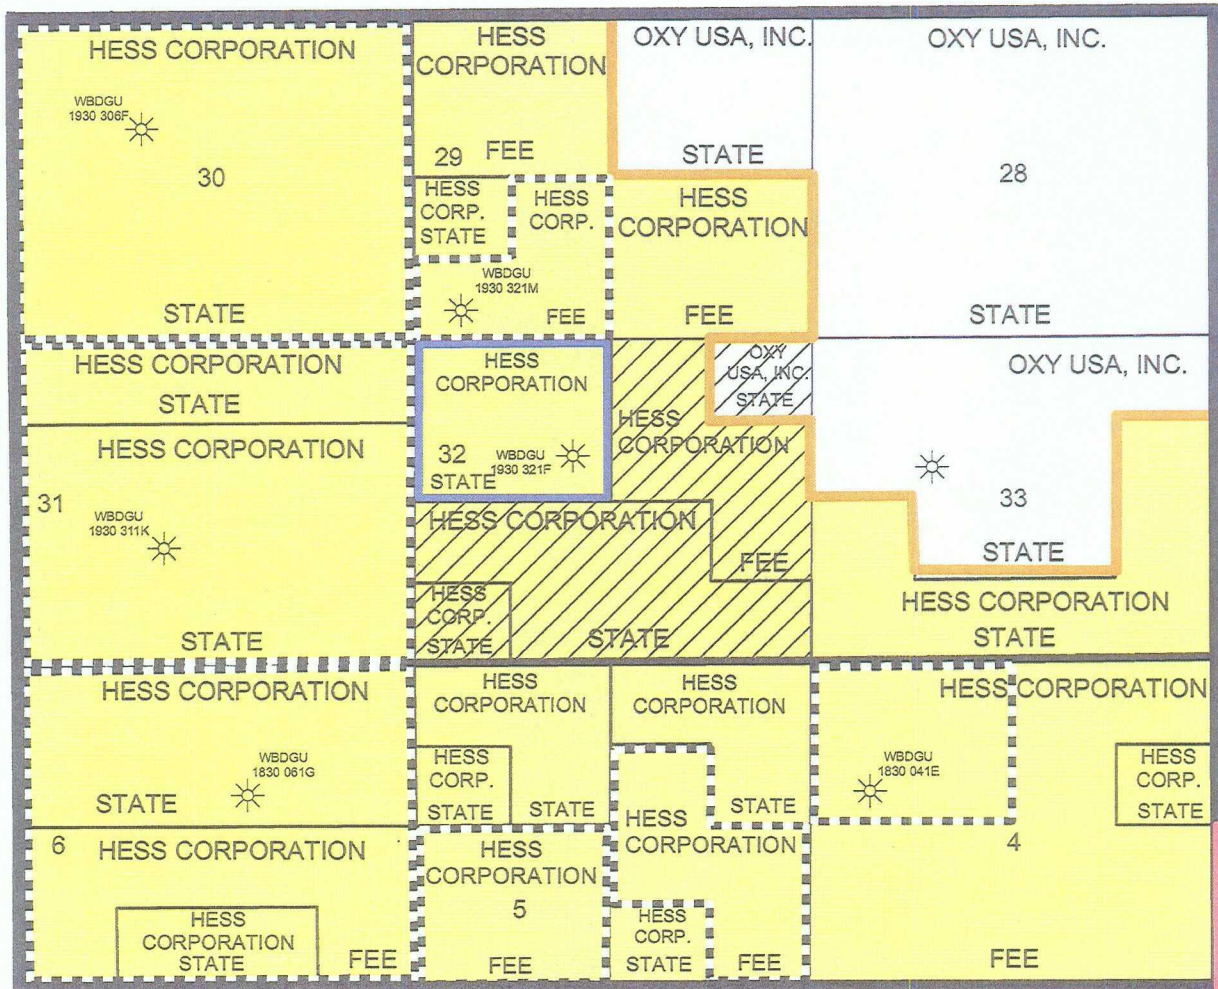 HESS CORPORATION
WBDGU
1930 306F
30
STATE
HESS
CORPORATION
29 FEE
OXY USA, INC.
STATE
OXY USA, INC.
28
STATE
HESS
CORP.
STATE
HESS
CORP.
WBDGU
1930 321M
FEE
HESS
CORPORATION
FEE
HESS CORPORATION
STATE
HESS CORPORATION
31
WBDGU
1930 311K
STATE
HESS
CORPORATION
32
WBDGU
1930 321F
STATE
OXY
USA, INC.
STATE
HESS
CORPORATION
FEE
HESS CORPORATION
HESS
CORP.
STATE
STATE
OXY USA, INC.
33
STATE
HESS CORPORATION
STATE
HESS CORPORATION
WBDGU
1830 061G
STATE
6
HESS CORPORATION
HESS
CORPORATION
STATE
FEE
HESS
CORPORATION
HESS
CORP.
STATE
STATE
HESS
CORPORATION
STATE
HESS
CORPORATION
5
FEE
HESS
CORPORATION
HESS
CORP.
STATE
FEE
HESS CORPORATION
WBDGU
1830 041E
HESS
CORP.
STATE
4
FEE